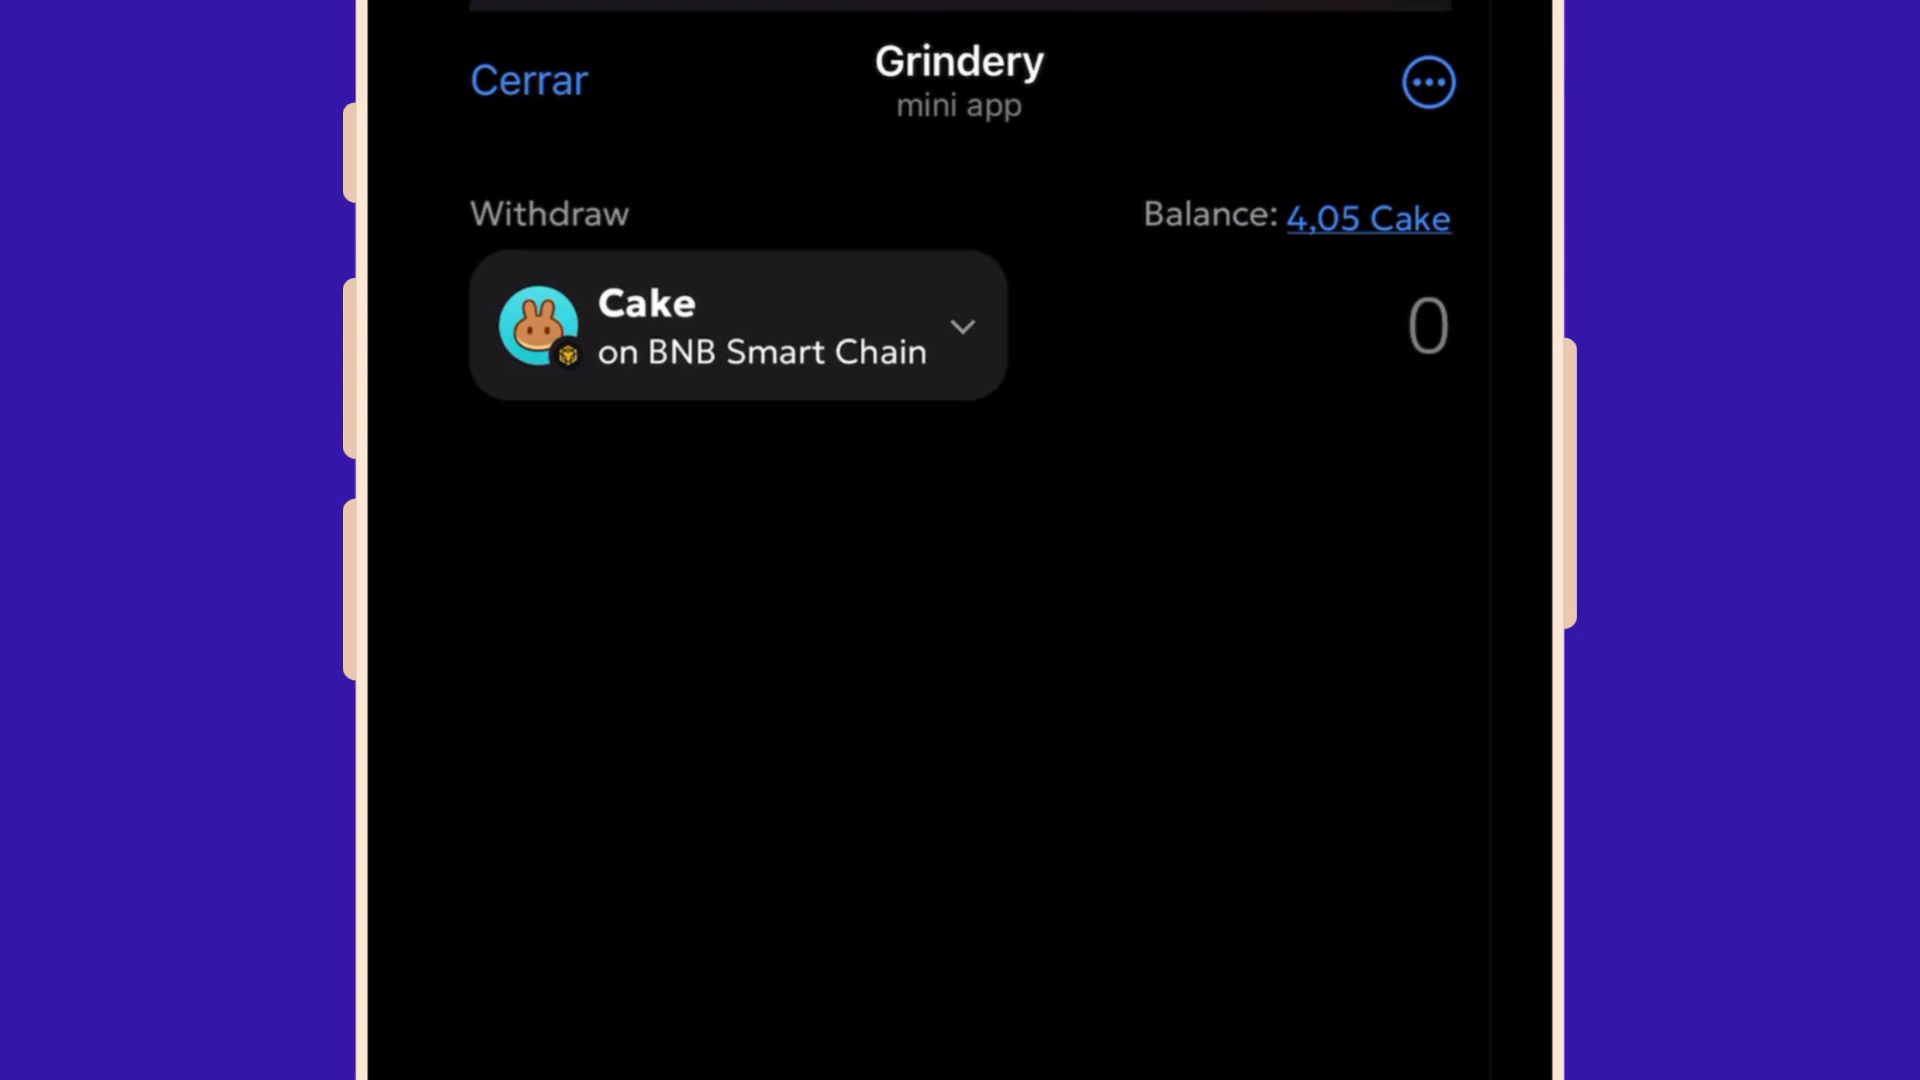 Cerrar
Grindery
mini app
Withdraw
Balance: 4,05 Cake
Cake
on BNB Smart Chain
0